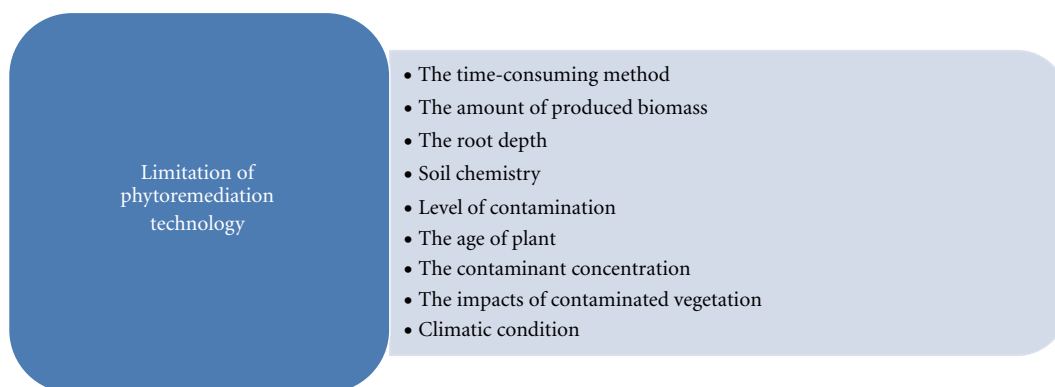 Limitation of
phytoremediation
technology
• The time-consuming method
• The amount of produced biomass
• The root depth
• Soil chemistry
• Level of contamination
• The age of plant
• The contaminant concentration
• The impacts of contaminated vegetation
• Climatic condition